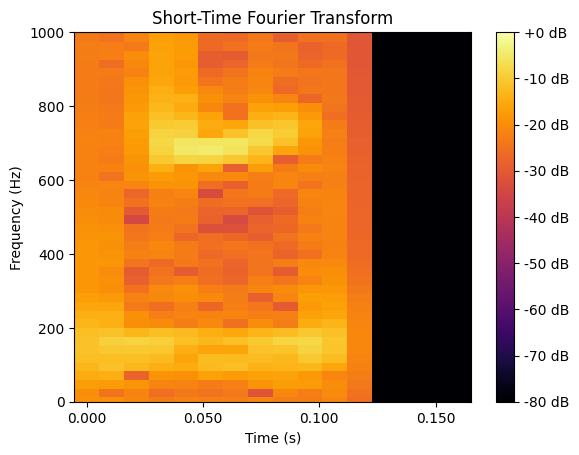 Short-Time Fourier Transform
1000
800
600
400
200
0
Frequency (Hz)
0.000
0.050
0.100
0.150
Time (s)
+0 dB
-10 dB
-20 dB
-30 dB
-40 dB
-50 dB
-60 dB
-70 dB
-80 dB